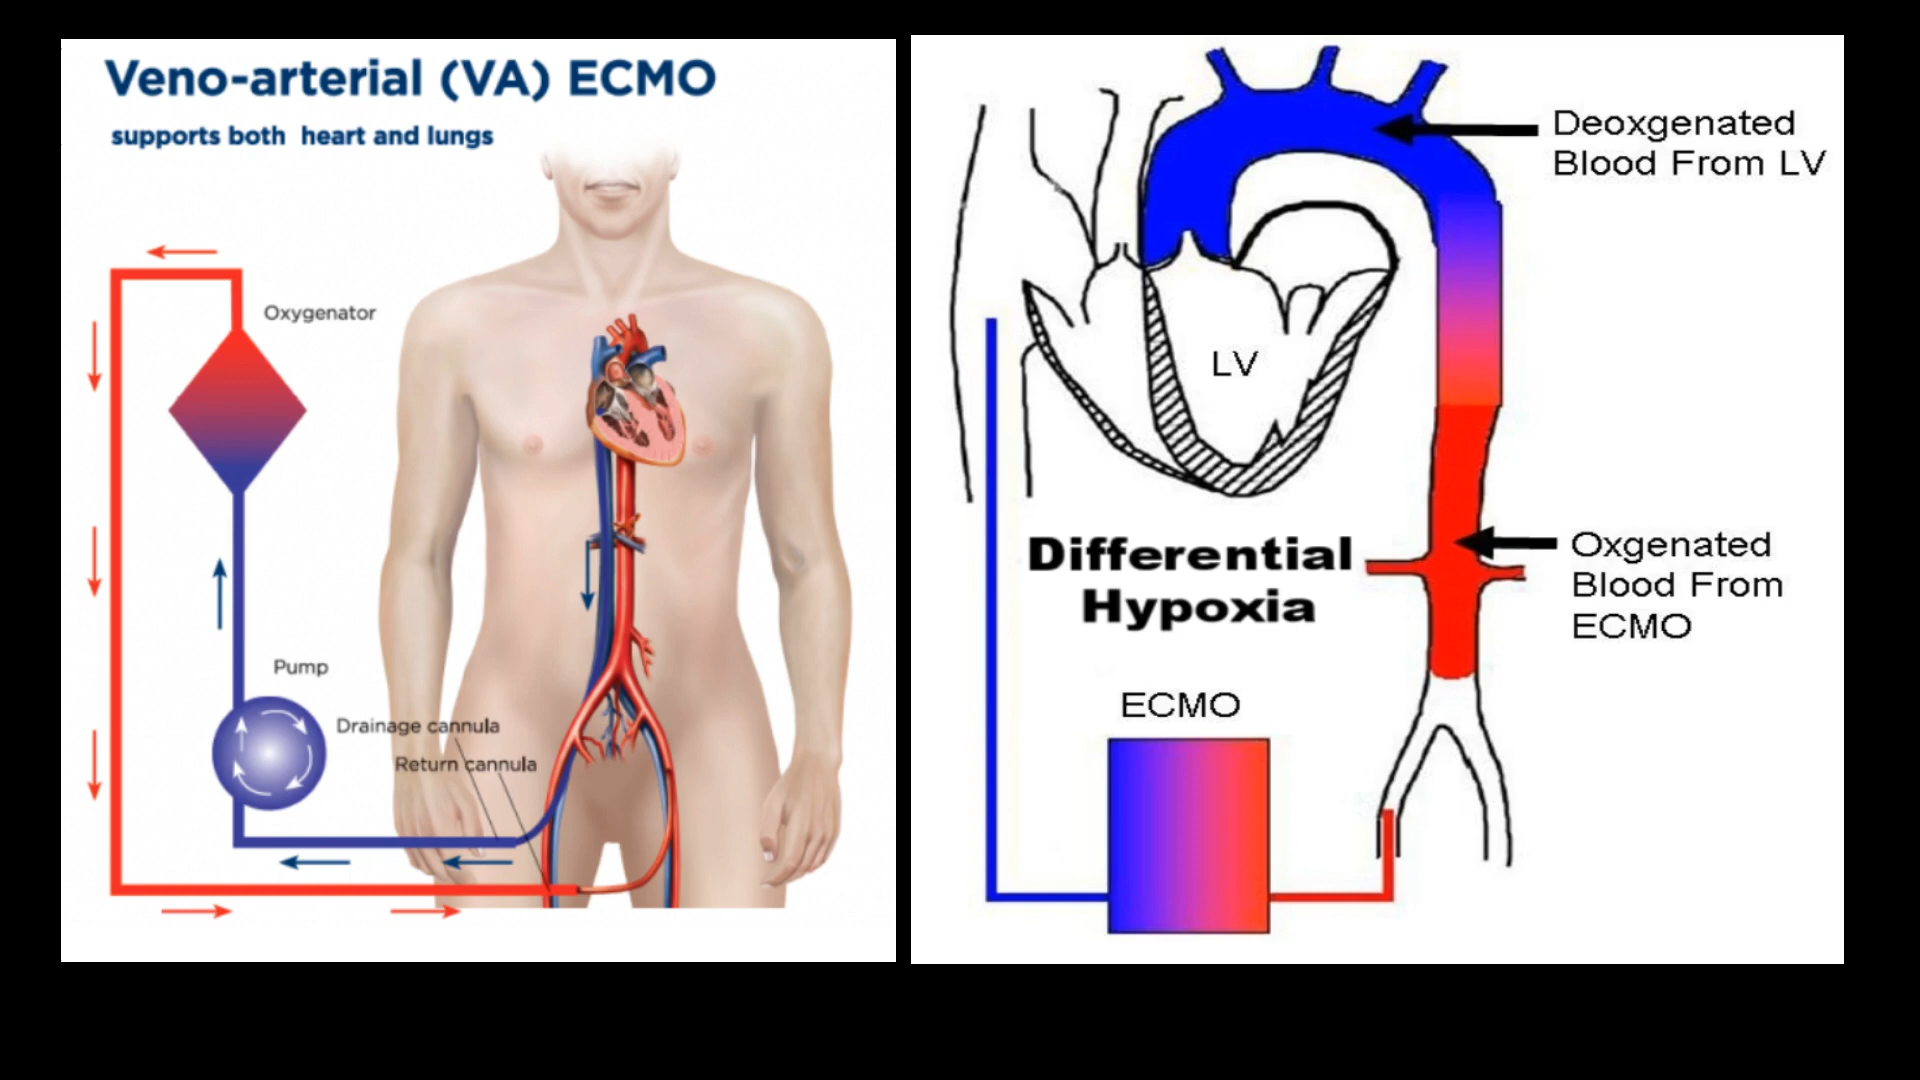 Veno-arterial (VA) ECMO
supports both heart and lungs
Oxygenator
Pump
Drainage cannula
Return cannula
Deoxgenated
Blood From LV
LV
Differential
Hypoxia
Oxgenated
Blood From
ECMO
ECMO